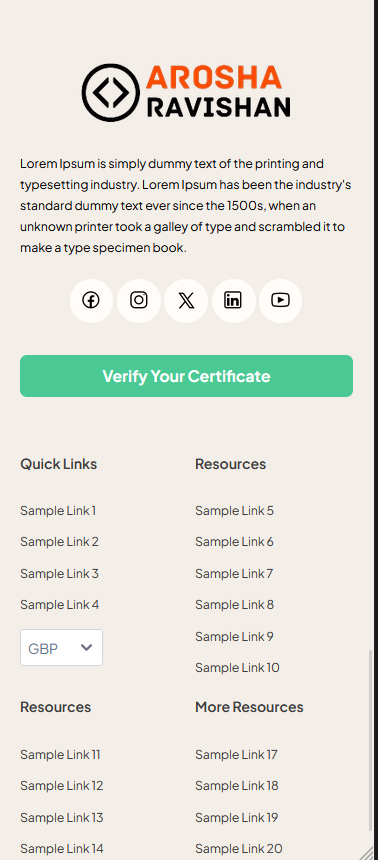 AROSHA
RAVISHAN
Lorem Ipsum is simply dummy text of the printing and
typesetting industry. Lorem Ipsum has been the industry's
standard dummy text ever since the 1500s, when an
unknown printer took a galley of type and scrambled it to
make a type specimen book.
Verify Your Certificate
Quick Links
Sample Link 1
Sample Link 2
Sample Link 3
Sample Link 4
GBP
Resources
Sample Link 5
Sample Link 6
Sample Link 7
Sample Link 8
Sample Link 9
Sample Link 10
Resources
Sample Link 11
Sample Link 12
Sample Link 13
Sample Link 14
More Resources
Sample Link 17
Sample Link 18
Sample Link 19
Sample Link 20